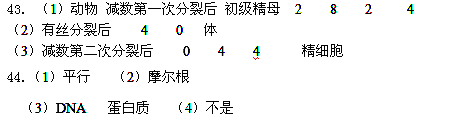 43.（1）动物 减数第一次分裂后 初级精母 2 8 2 4
（2）有丝分裂后 4 0 体
（3）减数第二次分裂后 0 4 4 精细胞
44.（1）平行 （2）摩尔根
（3）DNA 蛋白质 （4）不是